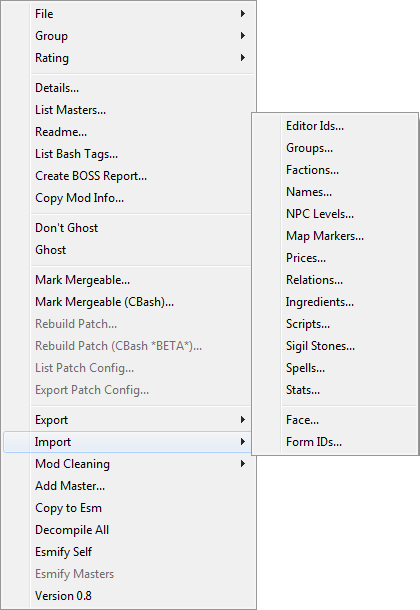 File
Group
Rating
Details...
List Masters...
Readme...
List Bash Tags...
Create BOSS Report...
Copy Mod Info...
Don't Ghost
Ghost
Mark Mergeable...
Mark Mergeable (CBash)...
Rebuild Patch...
Rebuild Patch (CBash *BETA*)...
List Patch Config...
Export Patch Config...
Export
Import
Mod Cleaning
Add Master...
Copy to Esm
Decompile All
Esmify Self
Esmify Masters
Version 0.8
Editor Ids...
Groups...
Factions...
Names...
NPC Levels...
Map Markers...
Prices...
Relations...
Ingredients...
Scripts...
Sigil Stones...
Spells...
Stats...
Face...
Form IDs...